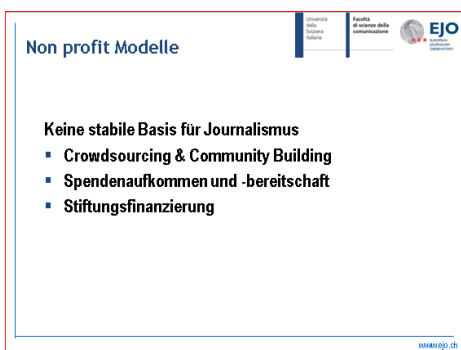 Non profit Modelle
Università
della
Svizzera
italiana
Facoltà
di scienze della
comunicazione
EJO
EUROPEAN
JOURNALISM
OBSERVATORY
Keine stabile Basis für Journalismus
▪ Crowdsourcing & Community Building
▪ Spendenaufkommen und -bereitschaft
▪ Stiftungsfinanzierung
www.ejo.ch